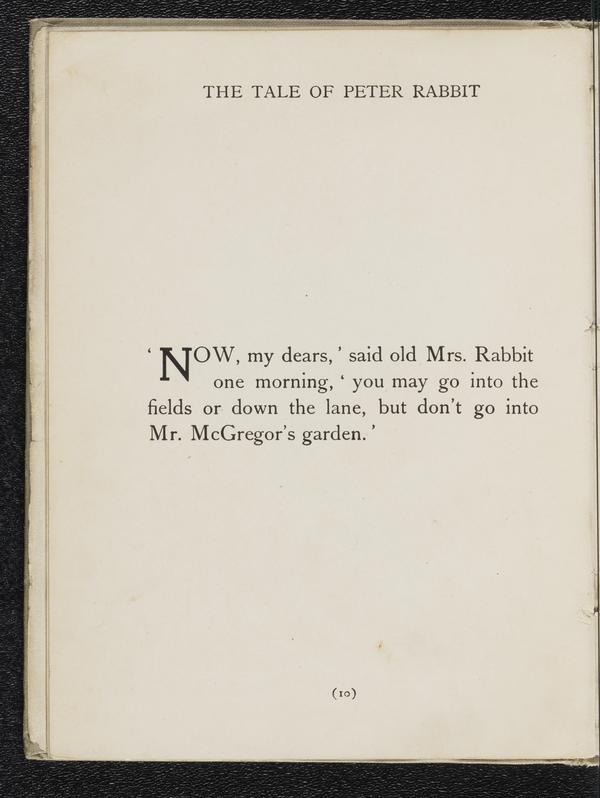 THE TALE OF PETER RABBIT
‘ NOW, my dears, ’ said old Mrs. Rabbit
one morning, ‘ you may go into the
fields or down the lane, but don't go into
Mr. McGregor's garden. ’
(10)